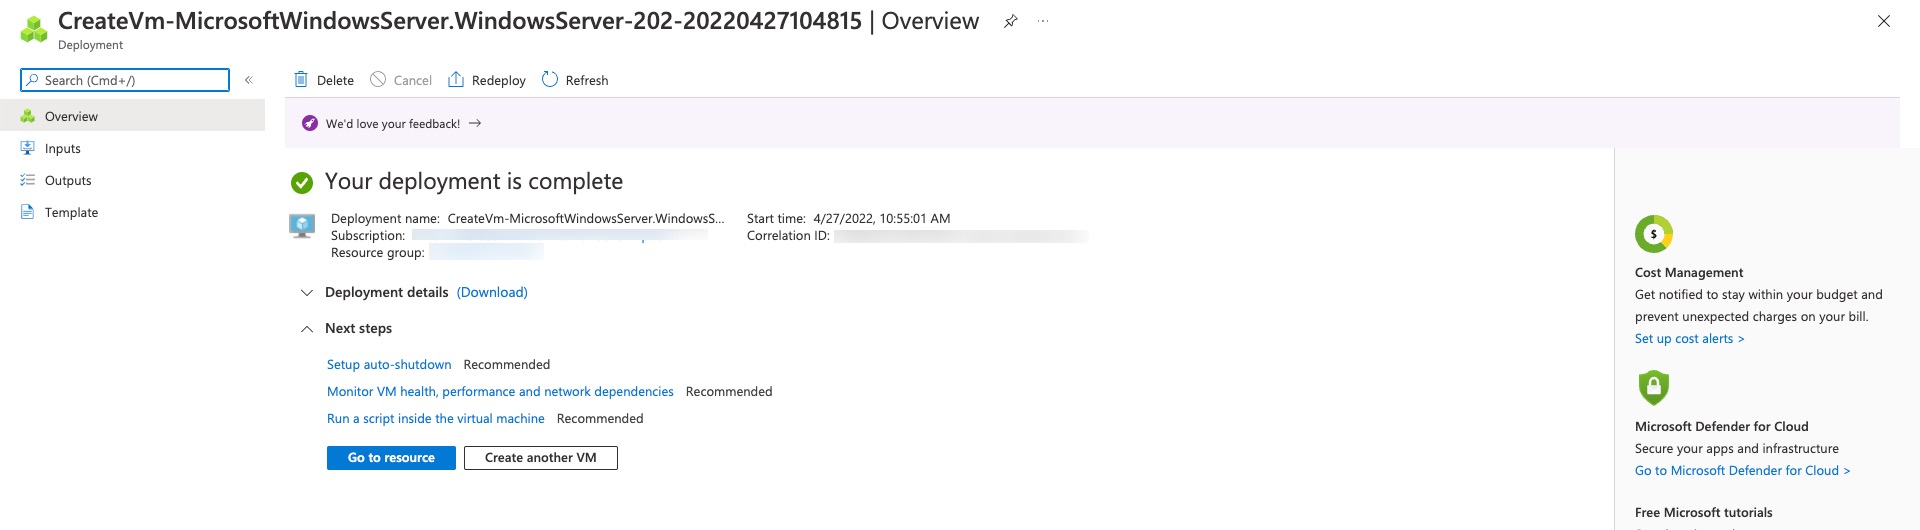 CreateVm-MicrosoftWindowsServer.WindowsServer-202-20220427104815 | Overview
Deployment
Search (Cmd+/)
Overview
Inputs
Outputs
Template
Delete
Cancel
Redeploy
Refresh
We'd love your feedback!
Your deployment is complete
Deployment name: CreateVm-MicrosoftWindowsServer.WindowsS...
Subscription:
Resource group:
Start time: 4/27/2022, 10:55:01 AM
Correlation ID:
Deployment details (Download)
Next steps
Setup auto-shutdown Recommended
Monitor VM health, performance and network dependencies Recommended
Run a script inside the virtual machine Recommended
Go to resource
Create another VM
$
Cost Management
Get notified to stay within your budget and
prevent unexpected charges on your bill.
Set up cost alerts >
Microsoft Defender for Cloud
Secure your apps and infrastructure
Go to Microsoft Defender for Cloud >
Free Microsoft tutorials